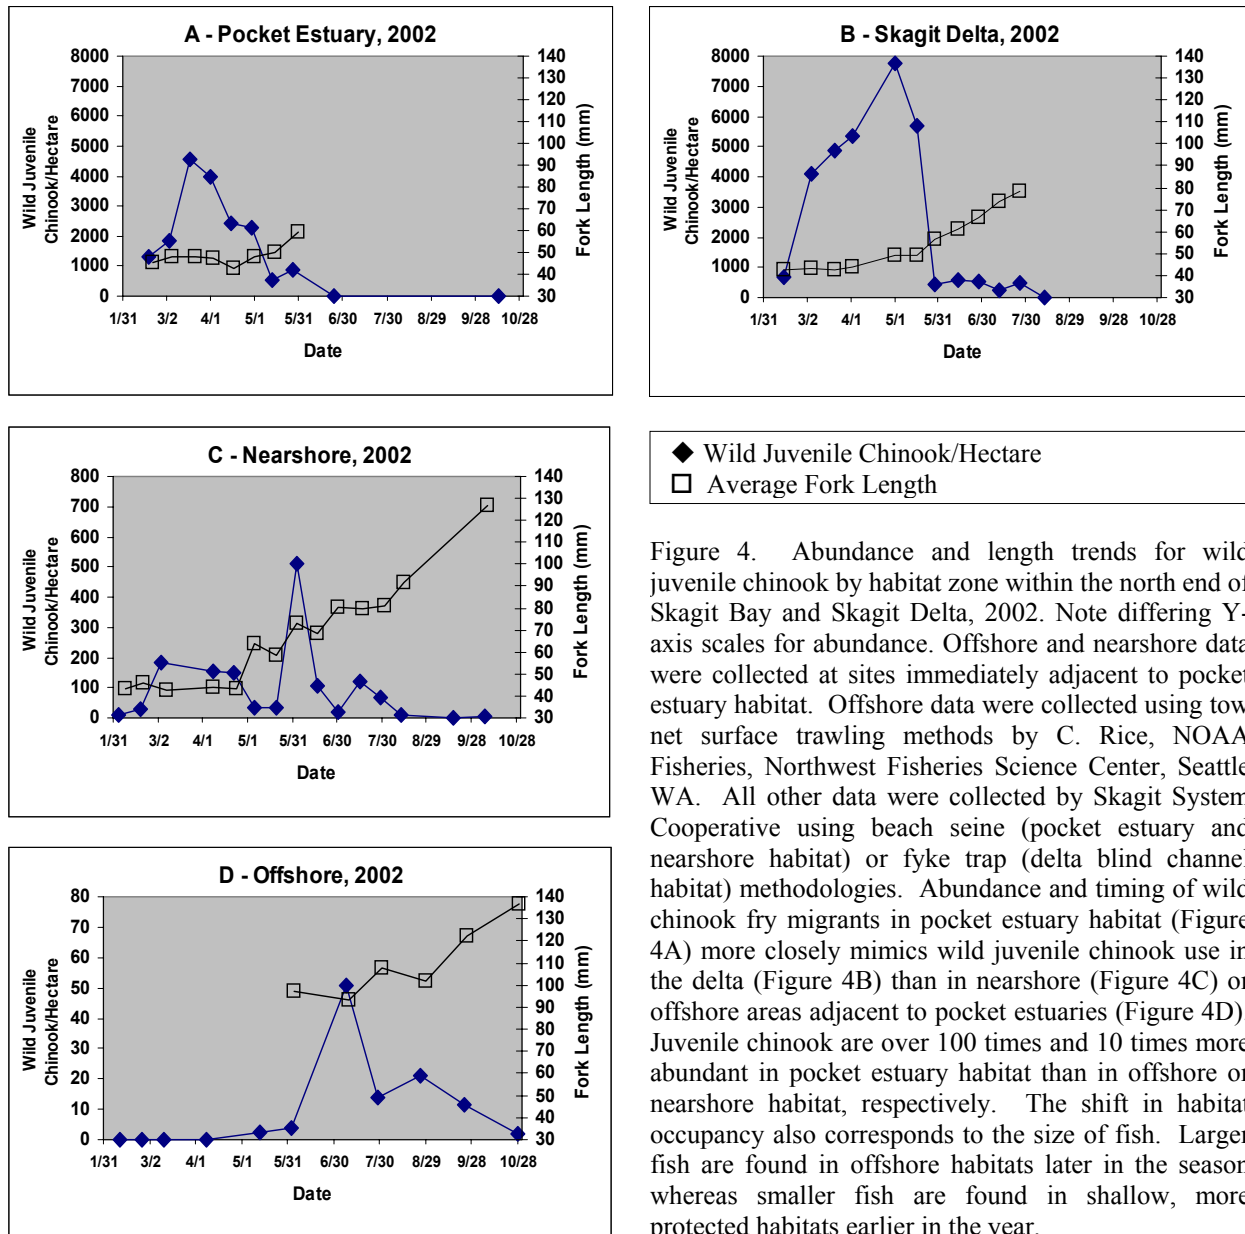 A - Pocket Estuary, 2002
8000
7000
6000
5000
4000
3000
2000
1000
0
140
130
120
110
100
90
80
70
60
50
40
30
Wild Juvenile
Chinook/Hectare
Fork Length (mm)
1/31 3/2 4/1 5/1 5/31 6/30 7/30 8/29 9/28 10/28
Date
B - Skagit Delta, 2002
8000
7000
6000
5000
4000
3000
2000
1000
0
140
130
120
110
100
90
80
70
60
50
40
30
Wild Juvenile
Chinook/Hectare
Fork Length (mm)
1/31 3/2 4/1 5/1 5/31 6/30 7/30 8/29 9/28 10/28
Date
C - Nearshore, 2002
800
700
600
500
400
300
200
100
0
140
130
120
110
100
90
80
70
60
50
40
30
Wild Juvenile
Chinook/Hectare
Fork Length (mm)
1/31 3/2 4/1 5/1 5/31 6/30 7/30 8/29 9/28 10/28
Date
D - Offshore, 2002
80
70
60
50
40
30
20
10
0
140
130
120
110
100
90
80
70
60
50
40
30
Wild Juvenile
Chinook/Hectare
Fork Length (mm)
1/31 3/2 4/1 5/1 5/31 6/30 7/30 8/29 9/28 10/28
Date
Wild Juvenile Chinook/Hectare
Average Fork Length
Figure 4. Abundance and length trends for wild
juvenile chinook by habitat zone within the north end of
Skagit Bay and Skagit Delta, 2002. Note differing Y-
axis scales for abundance. Offshore and nearshore data
were collected at sites immediately adjacent to pocket
estuary habitat. Offshore data were collected using tow
net surface trawling methods by C. Rice, NOAA
Fisheries, Northwest Fisheries Science Center, Seattle
WA. All other data were collected by Skagit System
Cooperative using beach seine (pocket estuary and
nearshore habitat) or fyke trap (delta blind channel
habitat) methodologies. Abundance and timing of wild
chinook fry migrants in pocket estuary habitat (Figure
4A) more closely mimics wild juvenile chinook use in
the delta (Figure 4B) than in nearshore (Figure 4C) or
offshore areas adjacent to pocket estuaries (Figure 4D)
Juvenile chinook are over 100 times and 10 times more
abundant in pocket estuary habitat than in offshore or
nearshore habitat, respectively. The shift in habitat
occupancy also corresponds to the size of fish. Larger
fish are found in offshore habitats later in the season
whereas smaller fish are found in shallow, more
protected habitats earlier in the year.